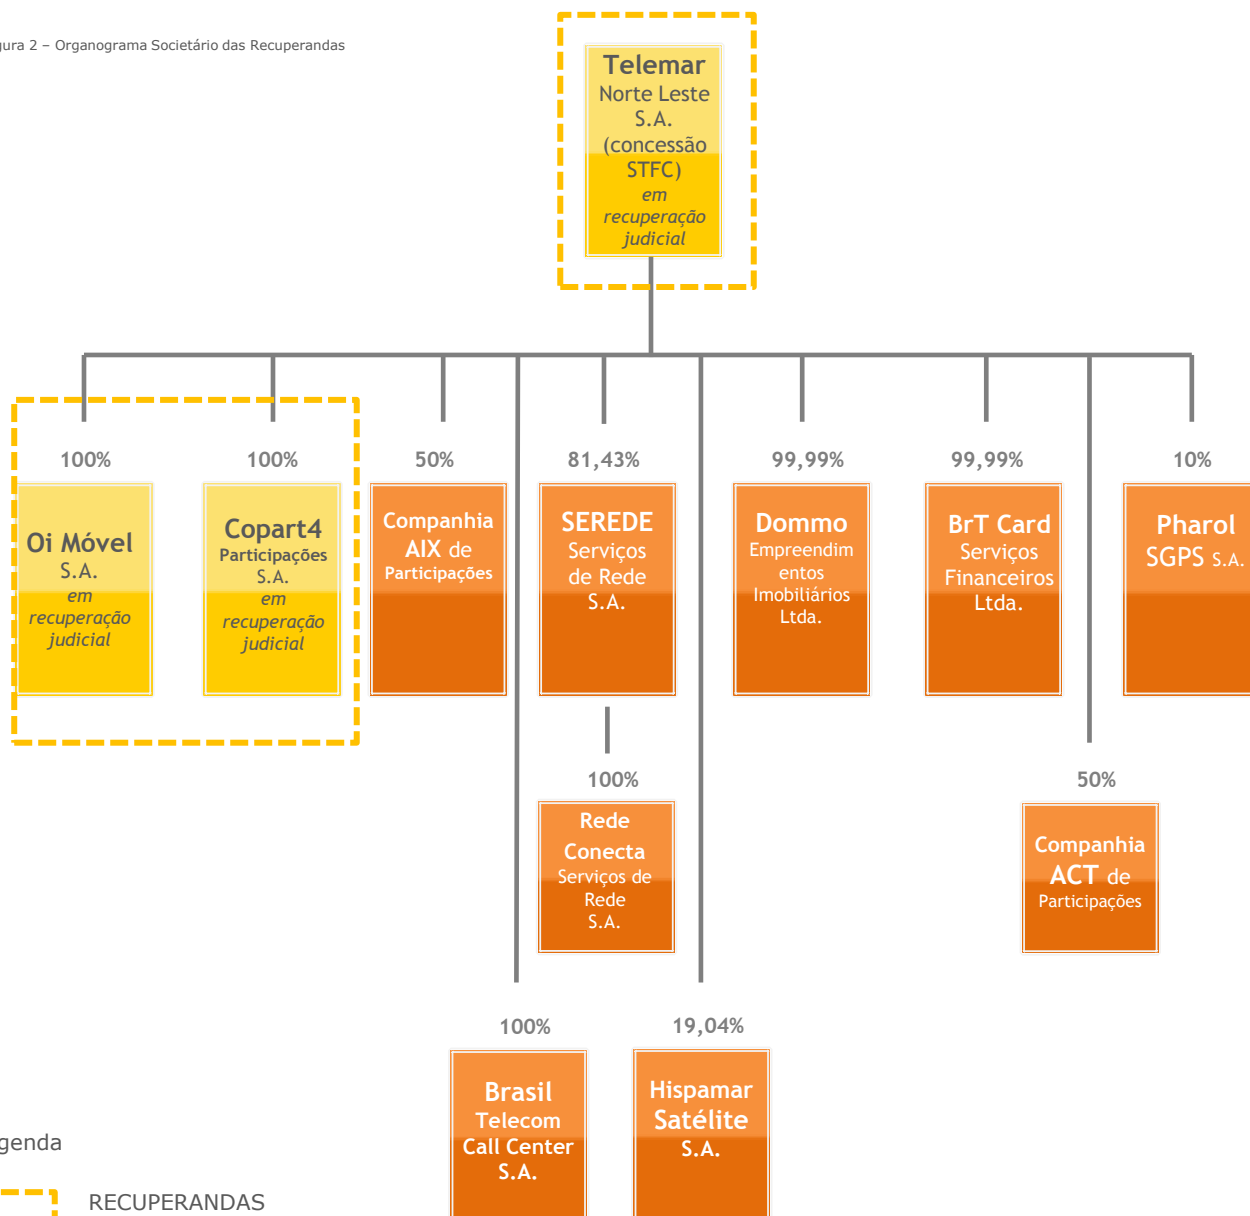 gura 2 – Organograma Societário das Recuperandas
Telemar
Norte Leste
S.A.
(concessão
STFC)
em
recuperação
judicial
100%
100%
50%
81,43%
99,99%
99,99%
10%
Oi Móvel
S.A.
em
recuperação
judicial
Copart4
Participações
S.A.
em
recuperação
judicial
Companhia
AIX de
Participações
SEREDE
Serviços
de Rede
S.A.
Dommo
Empreendim
entos
Imobiliários
Ltda.
BrT Card
Serviços
Financeiros
Ltda.
Pharol
SGPS S.A.
100%
Rede
Conecta
Serviços de
Rede
S.A.
50%
Companhia
ACT de
Participações
100%
Brasil
Telecom
Call Center
S.A.
19,04%
Hispamar
Satélite
S.A.
genda
RECUPERANDAS